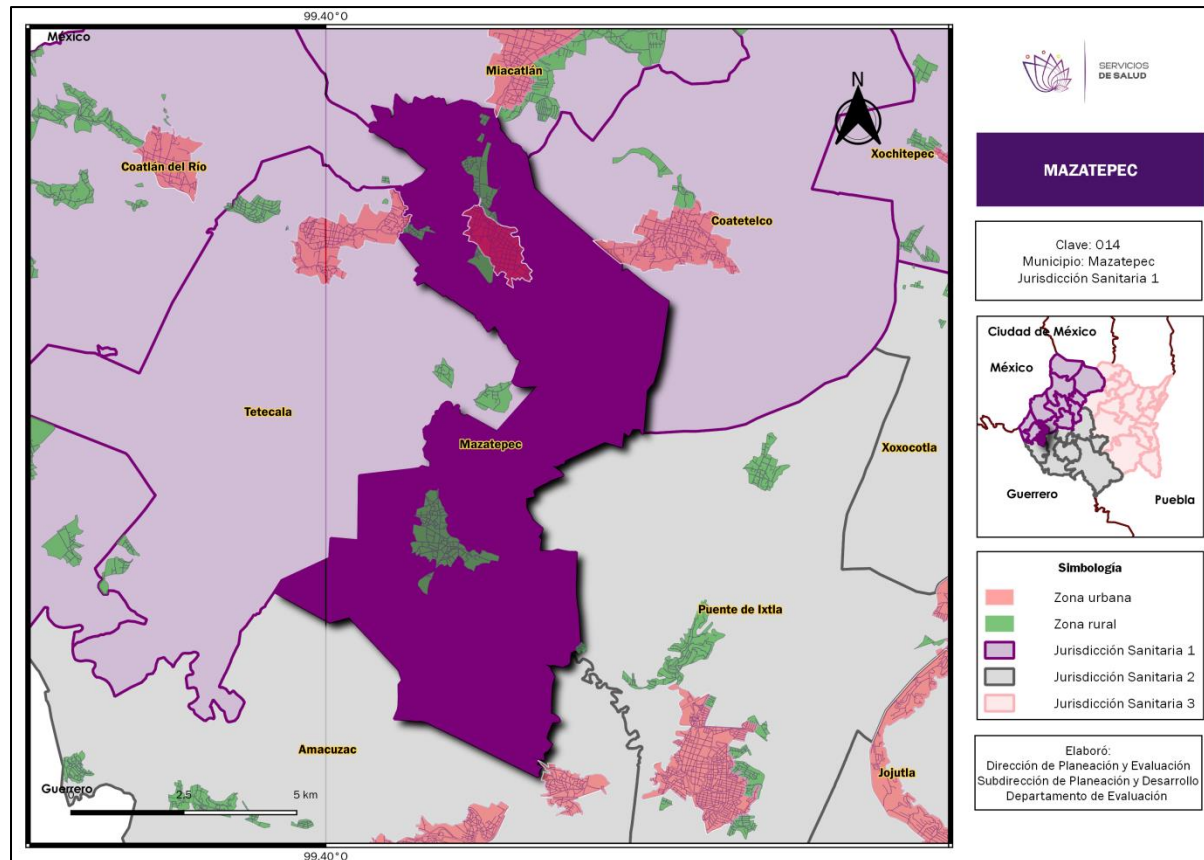 99.40°O
México
Miacatlán
N
Xochitepec
Coatlán del Río
Coatetelco
Tetecala
Mazatepec
Xoxocotla
Puente de Ixtla
Amacuzac
Jojutla
Guerrero
0 2.5 5 km
99.40°O
SERVICIOS
DE SALUD
MAZATEPEC
Clave: 014
Municipio: Mazatepec
Jurisdicción Sanitaria 1
Ciudad de México
México
Guerrero
Puebla
Simbología
Zona urbana
Zona rural
Jurisdicción Sanitaria 1
Jurisdicción Sanitaria 2
Jurisdicción Sanitaria 3
Elaboró:
Dirección de Planeación y Evaluación
Subdirección de Planeación y Desarrollo
Departamento de Evaluación